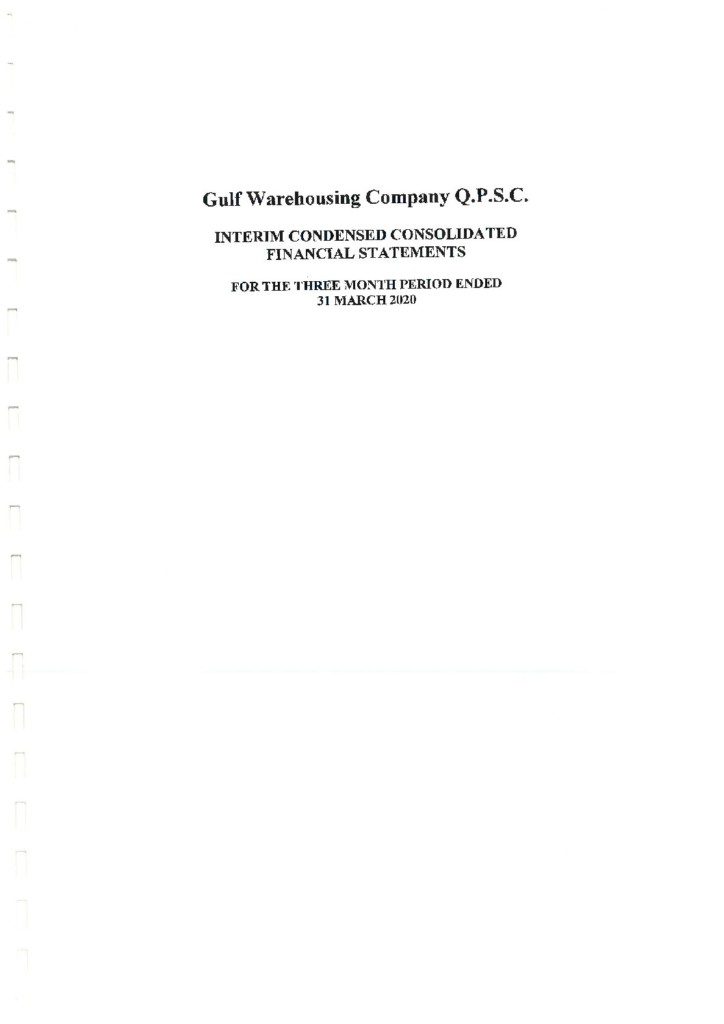 Gulf Warehousing Company Q.P.S.C.
INTERIM CONDENSED CONSOLIDATED
FINANCIAL STATEMENTS
FOR THE THREE MONTH PERIOD ENDED
31 MARCH 2020